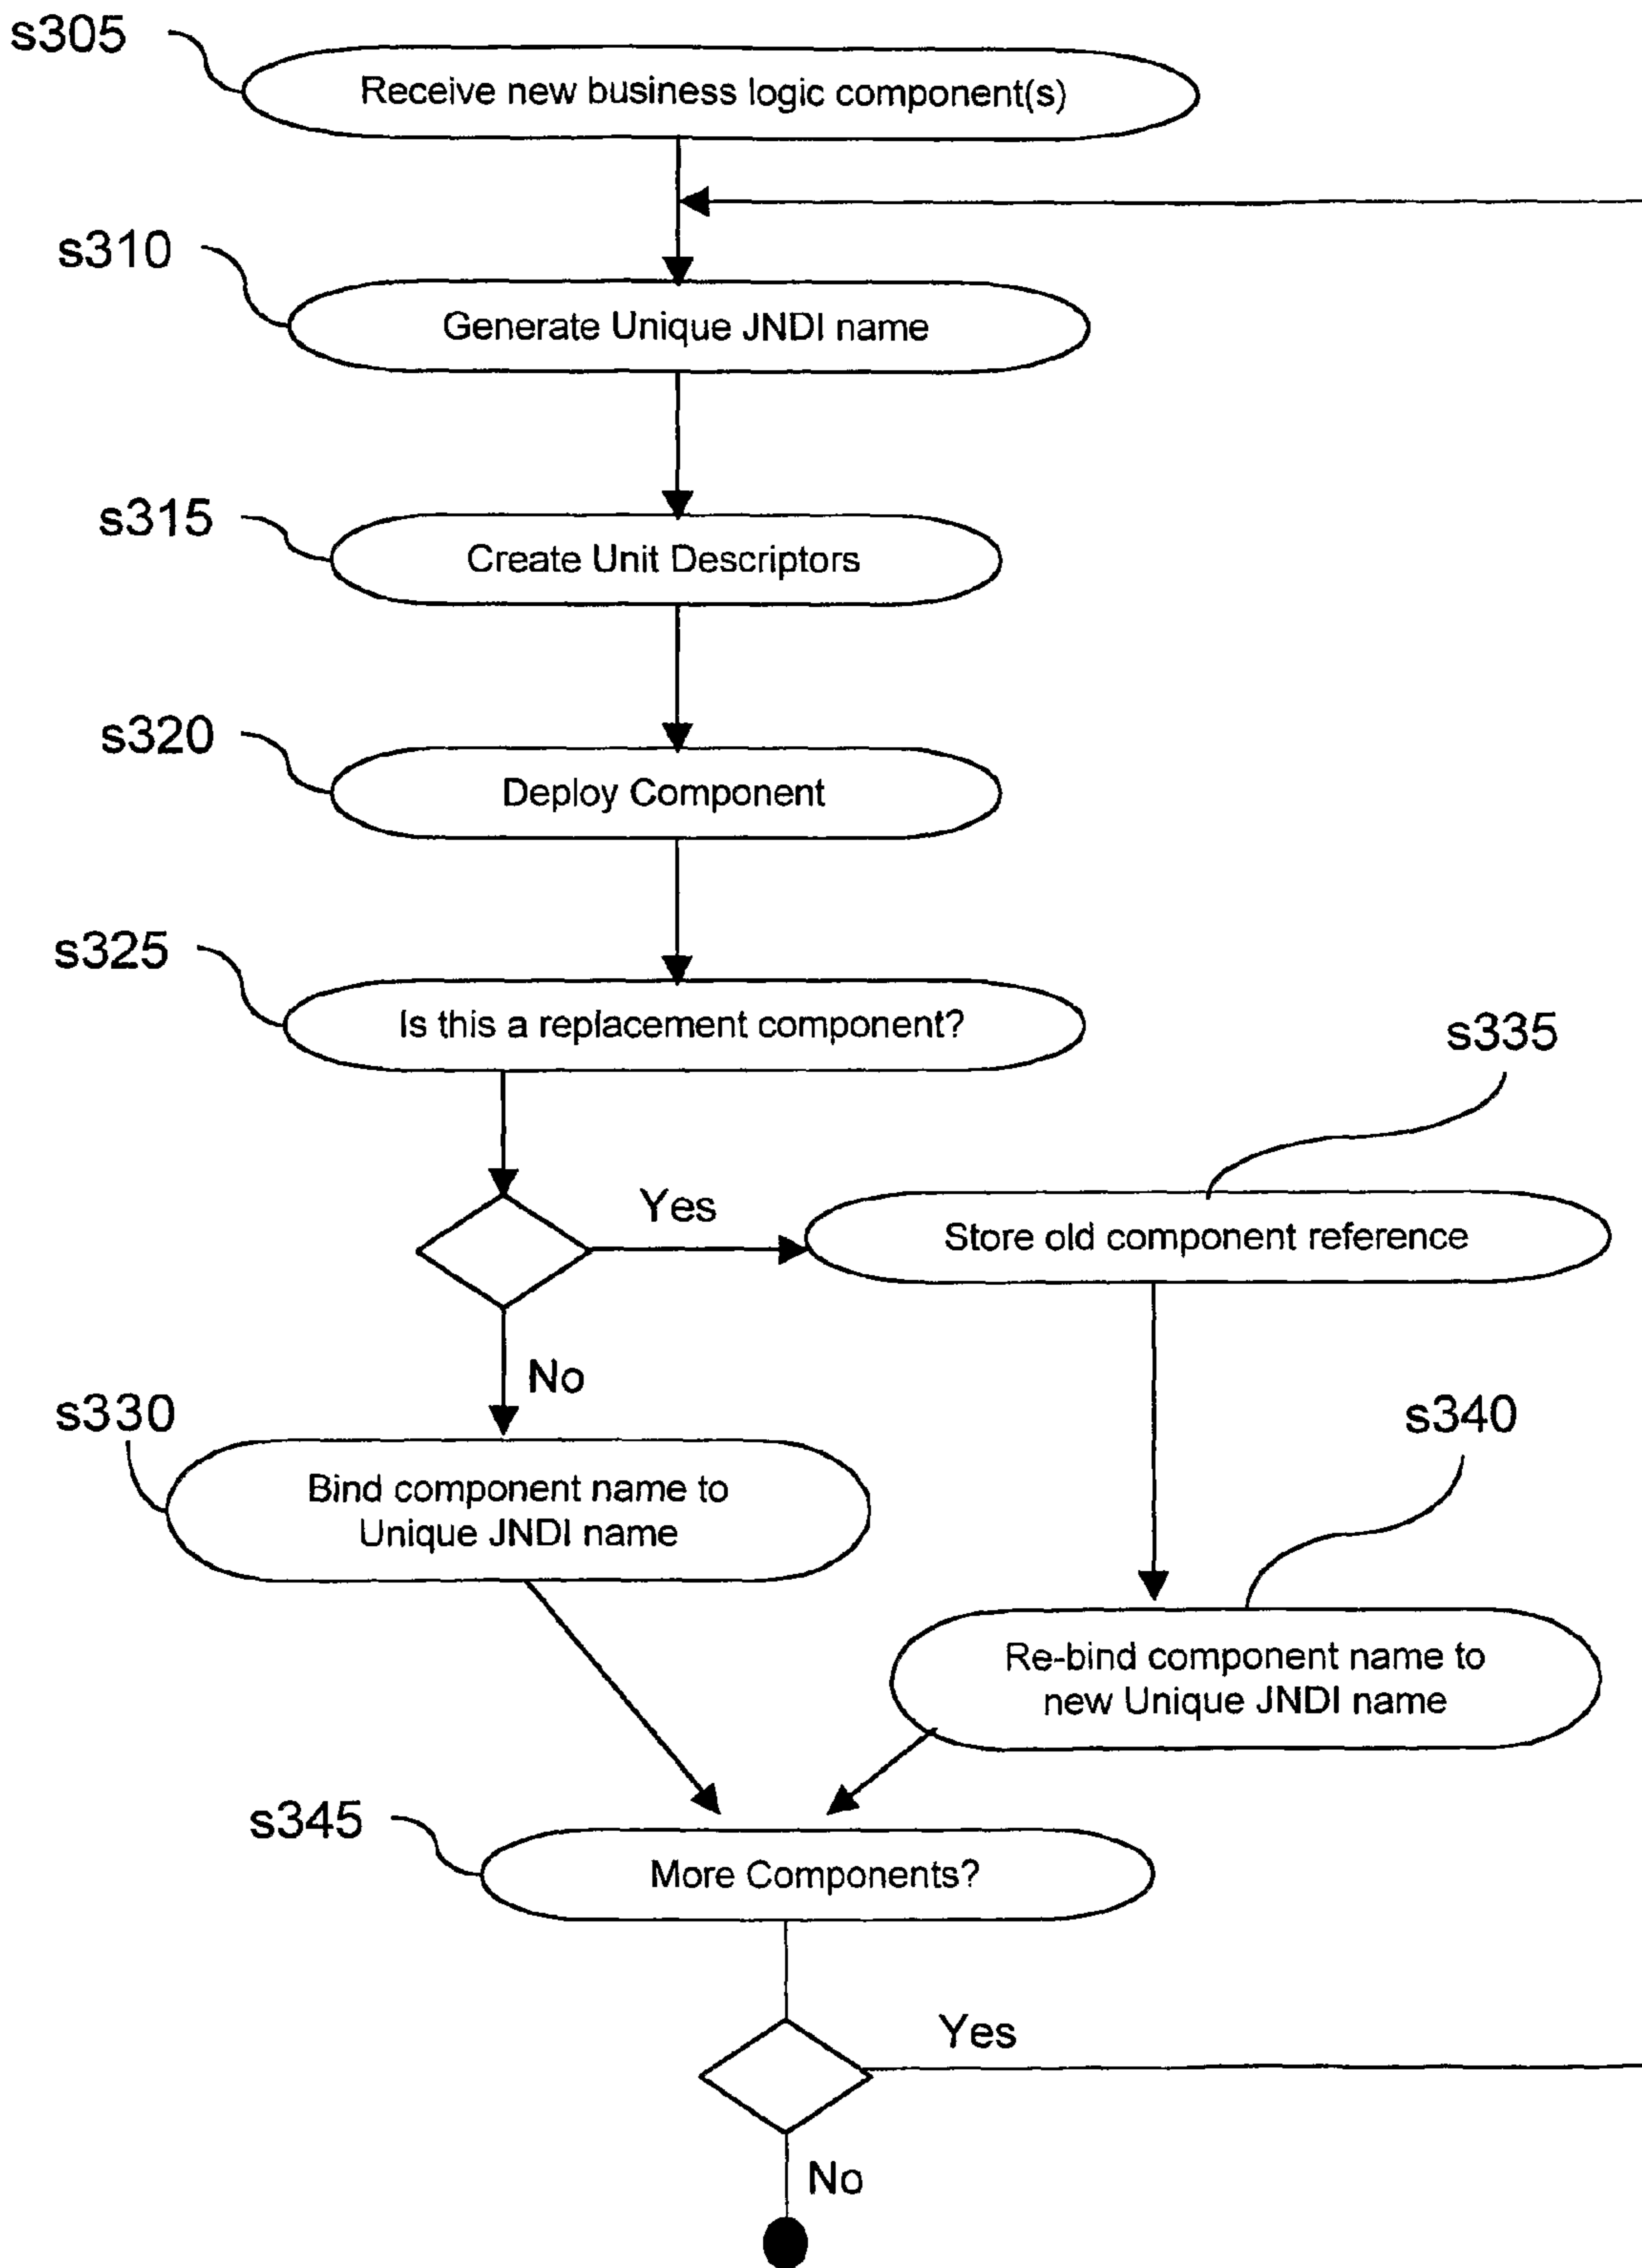 s305
Receive new business logic component(s)
s310
Generate Unique JNDI name
s315
Create Unit Descriptors
s320
Deploy Component
s325
Is this a replacement component?
s335
Yes
Store old component reference
No
s330
s340
Bind component name to
Unique JNDI name
Re-bind component name to
new Unique JNDI name
s345
More Components?
Yes
No